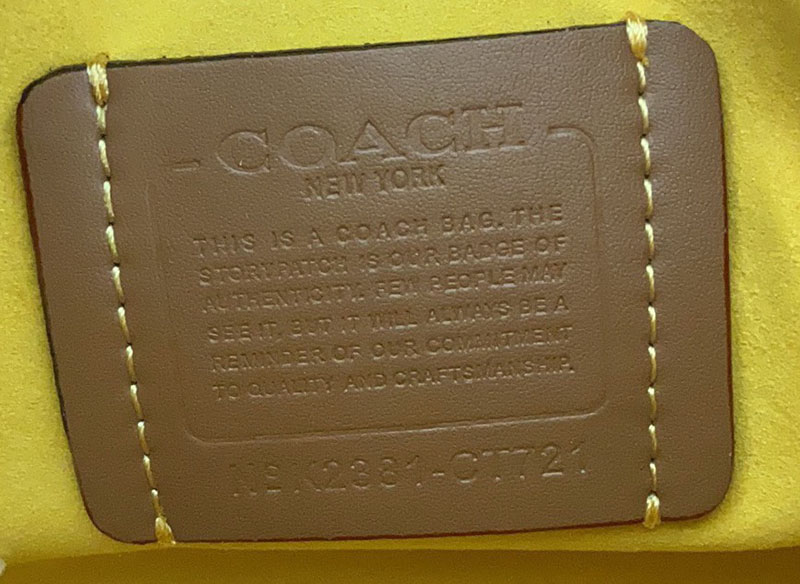 COACH
NEW YORK
THIS IS A COACH BAG. THE
STORYPATCH IS OUR BADGE OF
AUTHENTICITY. FEW PEOPLE MAY
SEE IT, BUT IT WILL ALWAYS BE A
REMINDER OF OUR COMMITMENT
TO QUALITY AND CRAFTSMANSHIP.